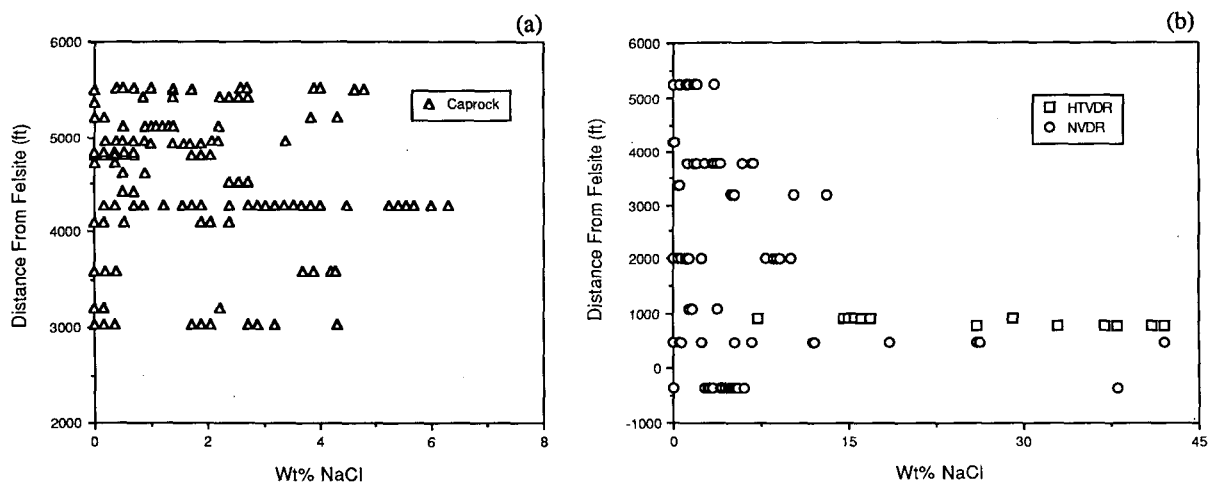 (a)
6000
5000
4000
3000
2000
Distance From Felsite (ft)
0
2
4
6
8
Wt% NaCl
Caprock
(b)
6000
5000
4000
3000
2000
1000
0
-1000
Distance From Felsite (ft)
0
15
30
45
Wt% NaCl
HTVDR
NVDR